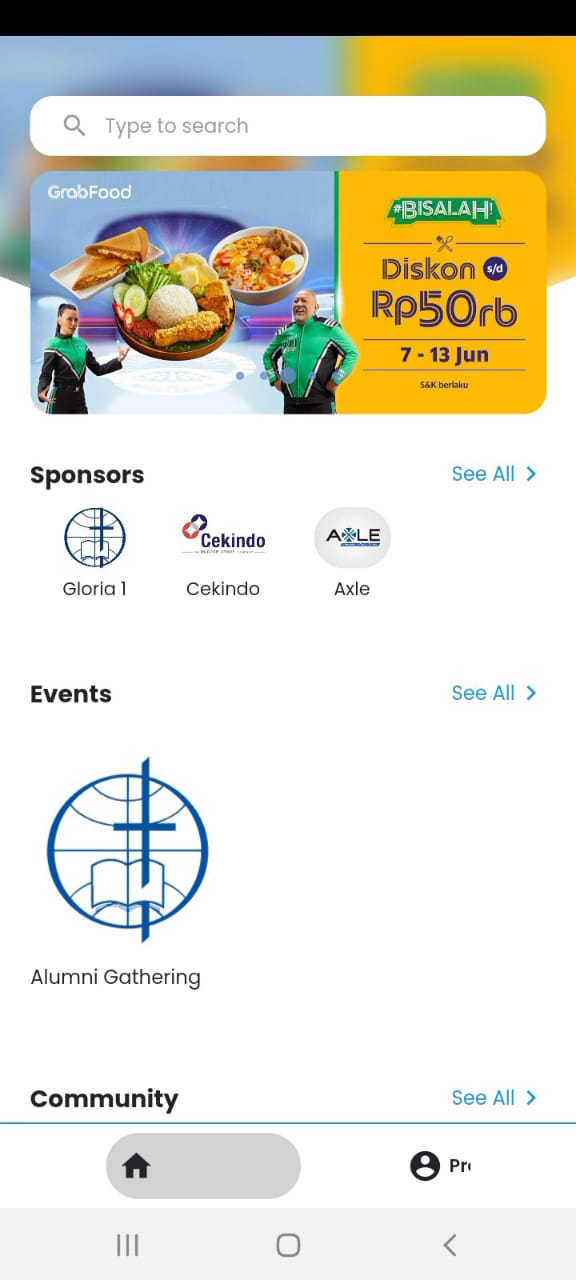 Type to search
GrabFood
#BISALAH!
Diskon s/d
Rp50rb
7 - 13 Jun
S&K berlaku
Sponsors
See All
Cekindo
AXLE
Gloria 1
Cekindo
Axle
Events
See All
Alumni Gathering
Community
See All